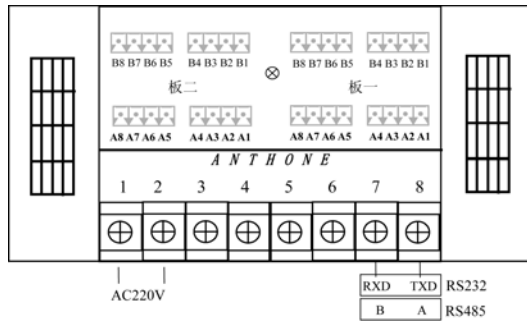 B8 B7 B6 B5 B4 B3 B2 B1 B8 B7 B6 B5 B4 B3 B2 B1
板二 板一
A8 A7 A6 A5 A4 A3 A2 A1 A8 A7 A6 A5 A4 A3 A2 A1
ANTHONE
1 2 3 4 5 6 7 8
AC220V
RXD TXD RS232
B A RS485